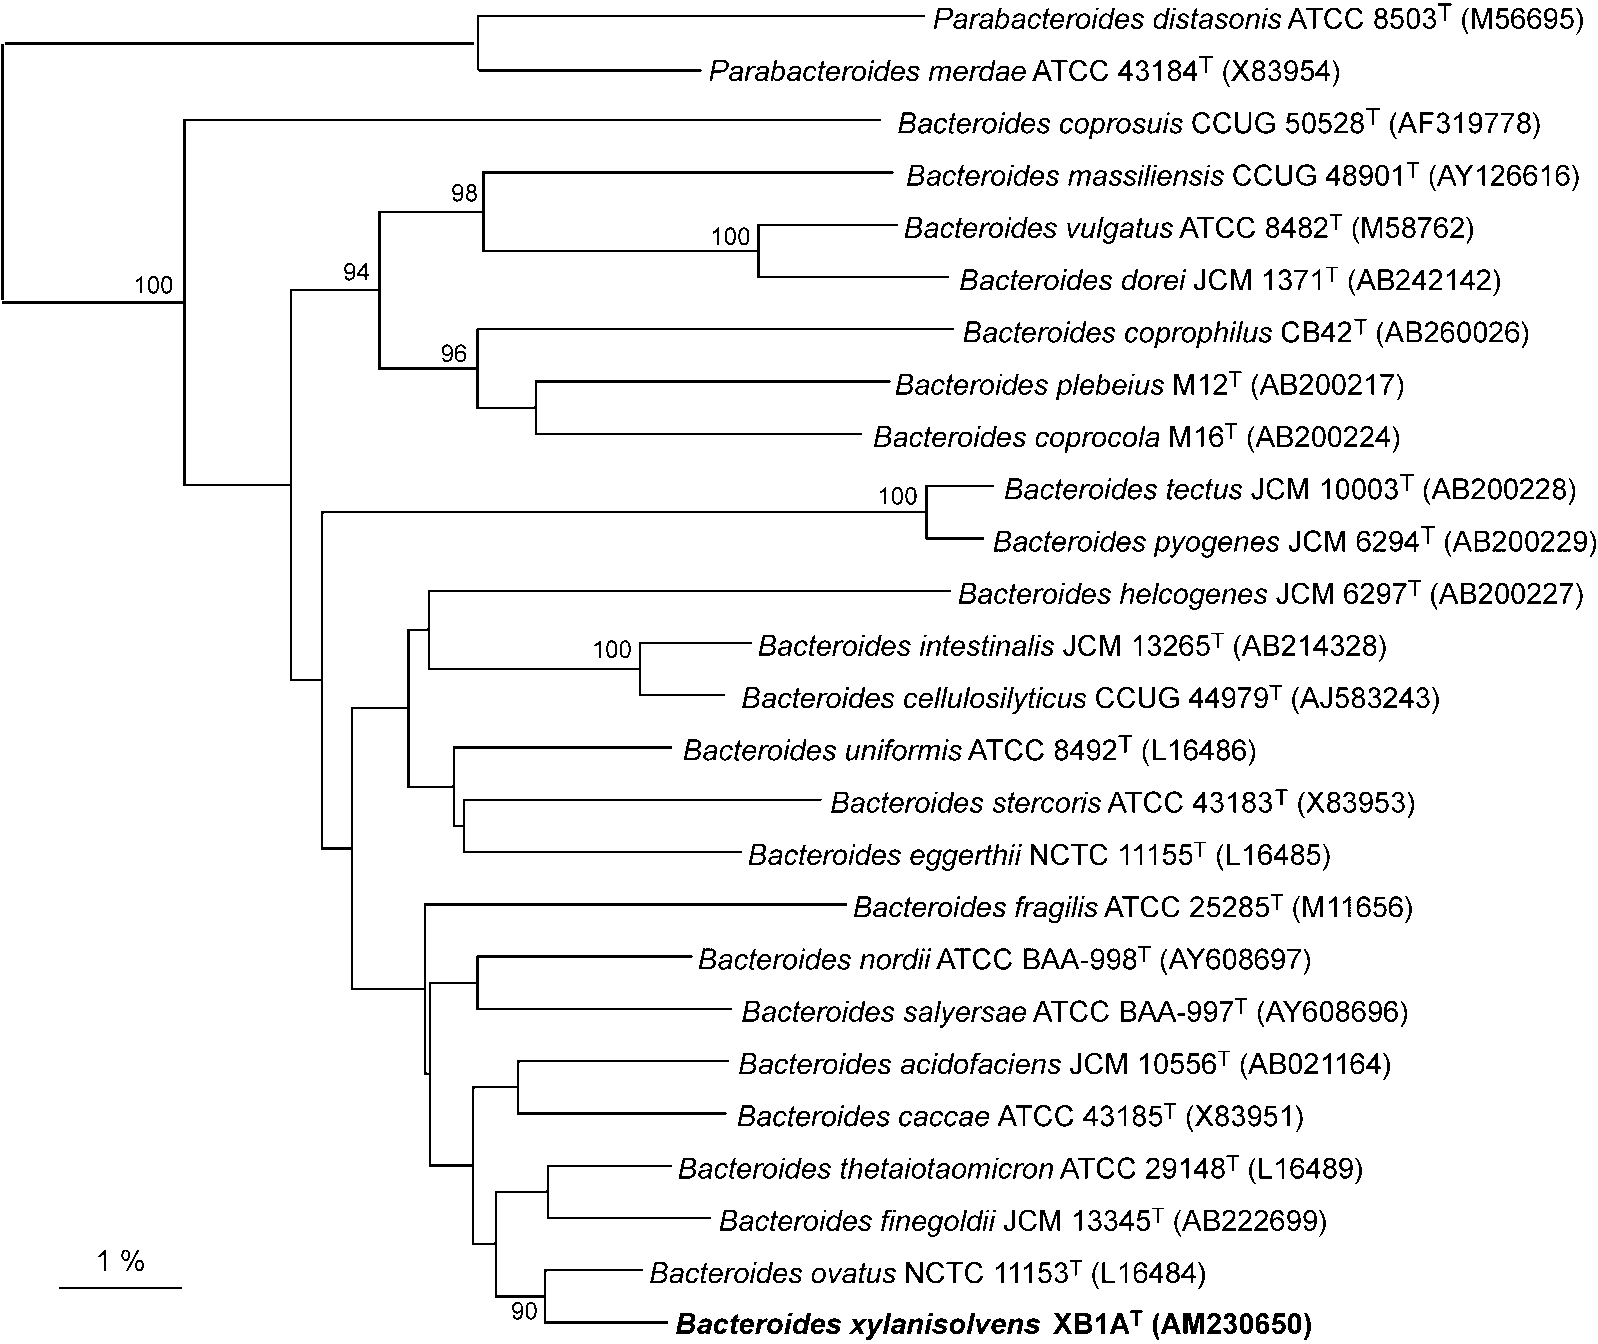 Parabacteroides distasonis ATCC 8503ᵀ (M56695)
Parabacteroides merdae ATCC 43184ᵀ (X83954)
Bacteroides coprosuis CCUG 50528ᵀ (AF319778)
Bacteroides massiliensis CCUG 48901ᵀ (AY126616)
98
Bacteroides vulgatus ATCC 8482ᵀ (M58762)
100
Bacteroides dorei JCM 1371ᵀ (AB242142)
94
100
Bacteroides coprophilus CB42ᵀ (AB260026)
96
Bacteroides plebeius M12ᵀ (AB200217)
Bacteroides coprocola M16ᵀ (AB200224)
Bacteroides tectus JCM 10003ᵀ (AB200228)
100
Bacteroides pyogenes JCM 6294ᵀ (AB200229)
Bacteroides helcogenes JCM 6297ᵀ (AB200227)
Bacteroides intestinalis JCM 13265ᵀ (AB214328)
100
Bacteroides cellulosilyticus CCUG 44979ᵀ (AJ583243)
Bacteroides uniformis ATCC 8492ᵀ (L16486)
Bacteroides stercoris ATCC 43183ᵀ (X83953)
Bacteroides eggerthii NCTC 11155ᵀ (L16485)
Bacteroides fragilis ATCC 25285ᵀ (M11656)
Bacteroides nordii ATCC BAA-998ᵀ (AY608697)
Bacteroides salyersae ATCC BAA-997ᵀ (AY608696)
Bacteroides acidofaciens JCM 10556ᵀ (AB021164)
Bacteroides caccae ATCC 43185ᵀ (X83951)
Bacteroides thetaiotaomicron ATCC 29148ᵀ (L16489)
Bacteroides finegoldii JCM 13345ᵀ (AB222699)
1 %
Bacteroides ovatus NCTC 11153ᵀ (L16484)
90
Bacteroides xylanisolvens XB1Aᵀ (AM230650)